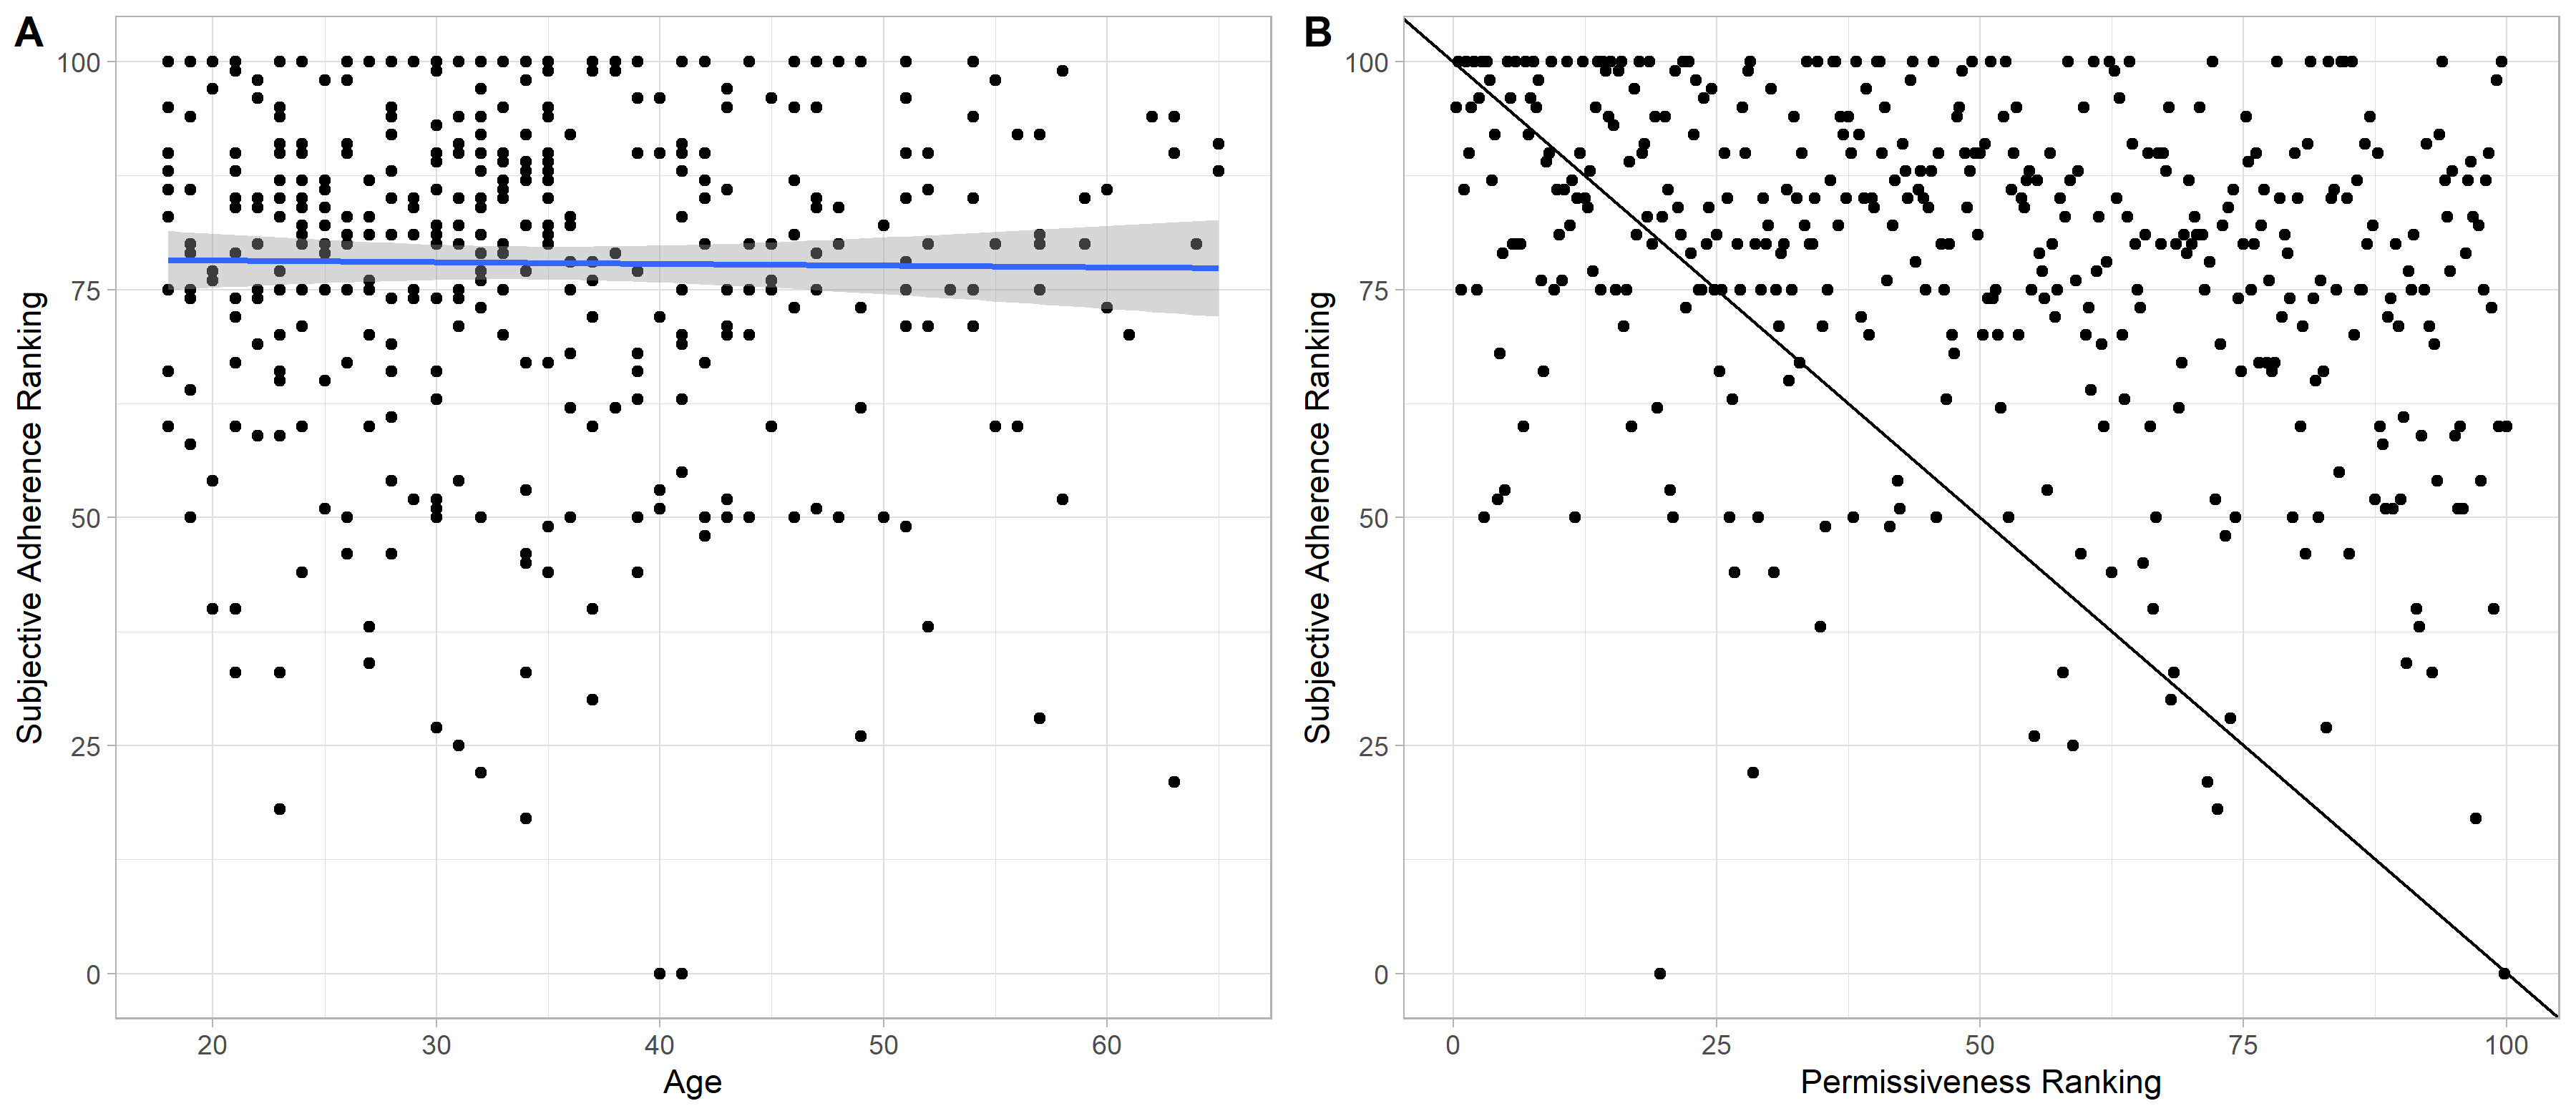 A
Subjective Adherence Ranking
100
75
50
25
0
20 30 40 50 60
Age
B
Subjective Adherence Ranking
100
75
50
25
0
0 25 50 75 100
Permissiveness Ranking